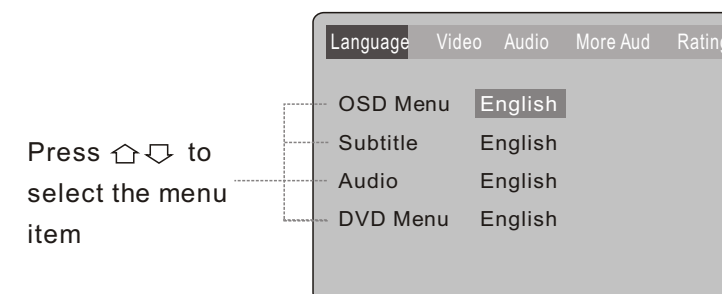 Language Video Audio More Aud Rating
OSD Menu English
Subtitle English
Audio English
DVD Menu English
Press ⇧⇩ to
select the menu
item